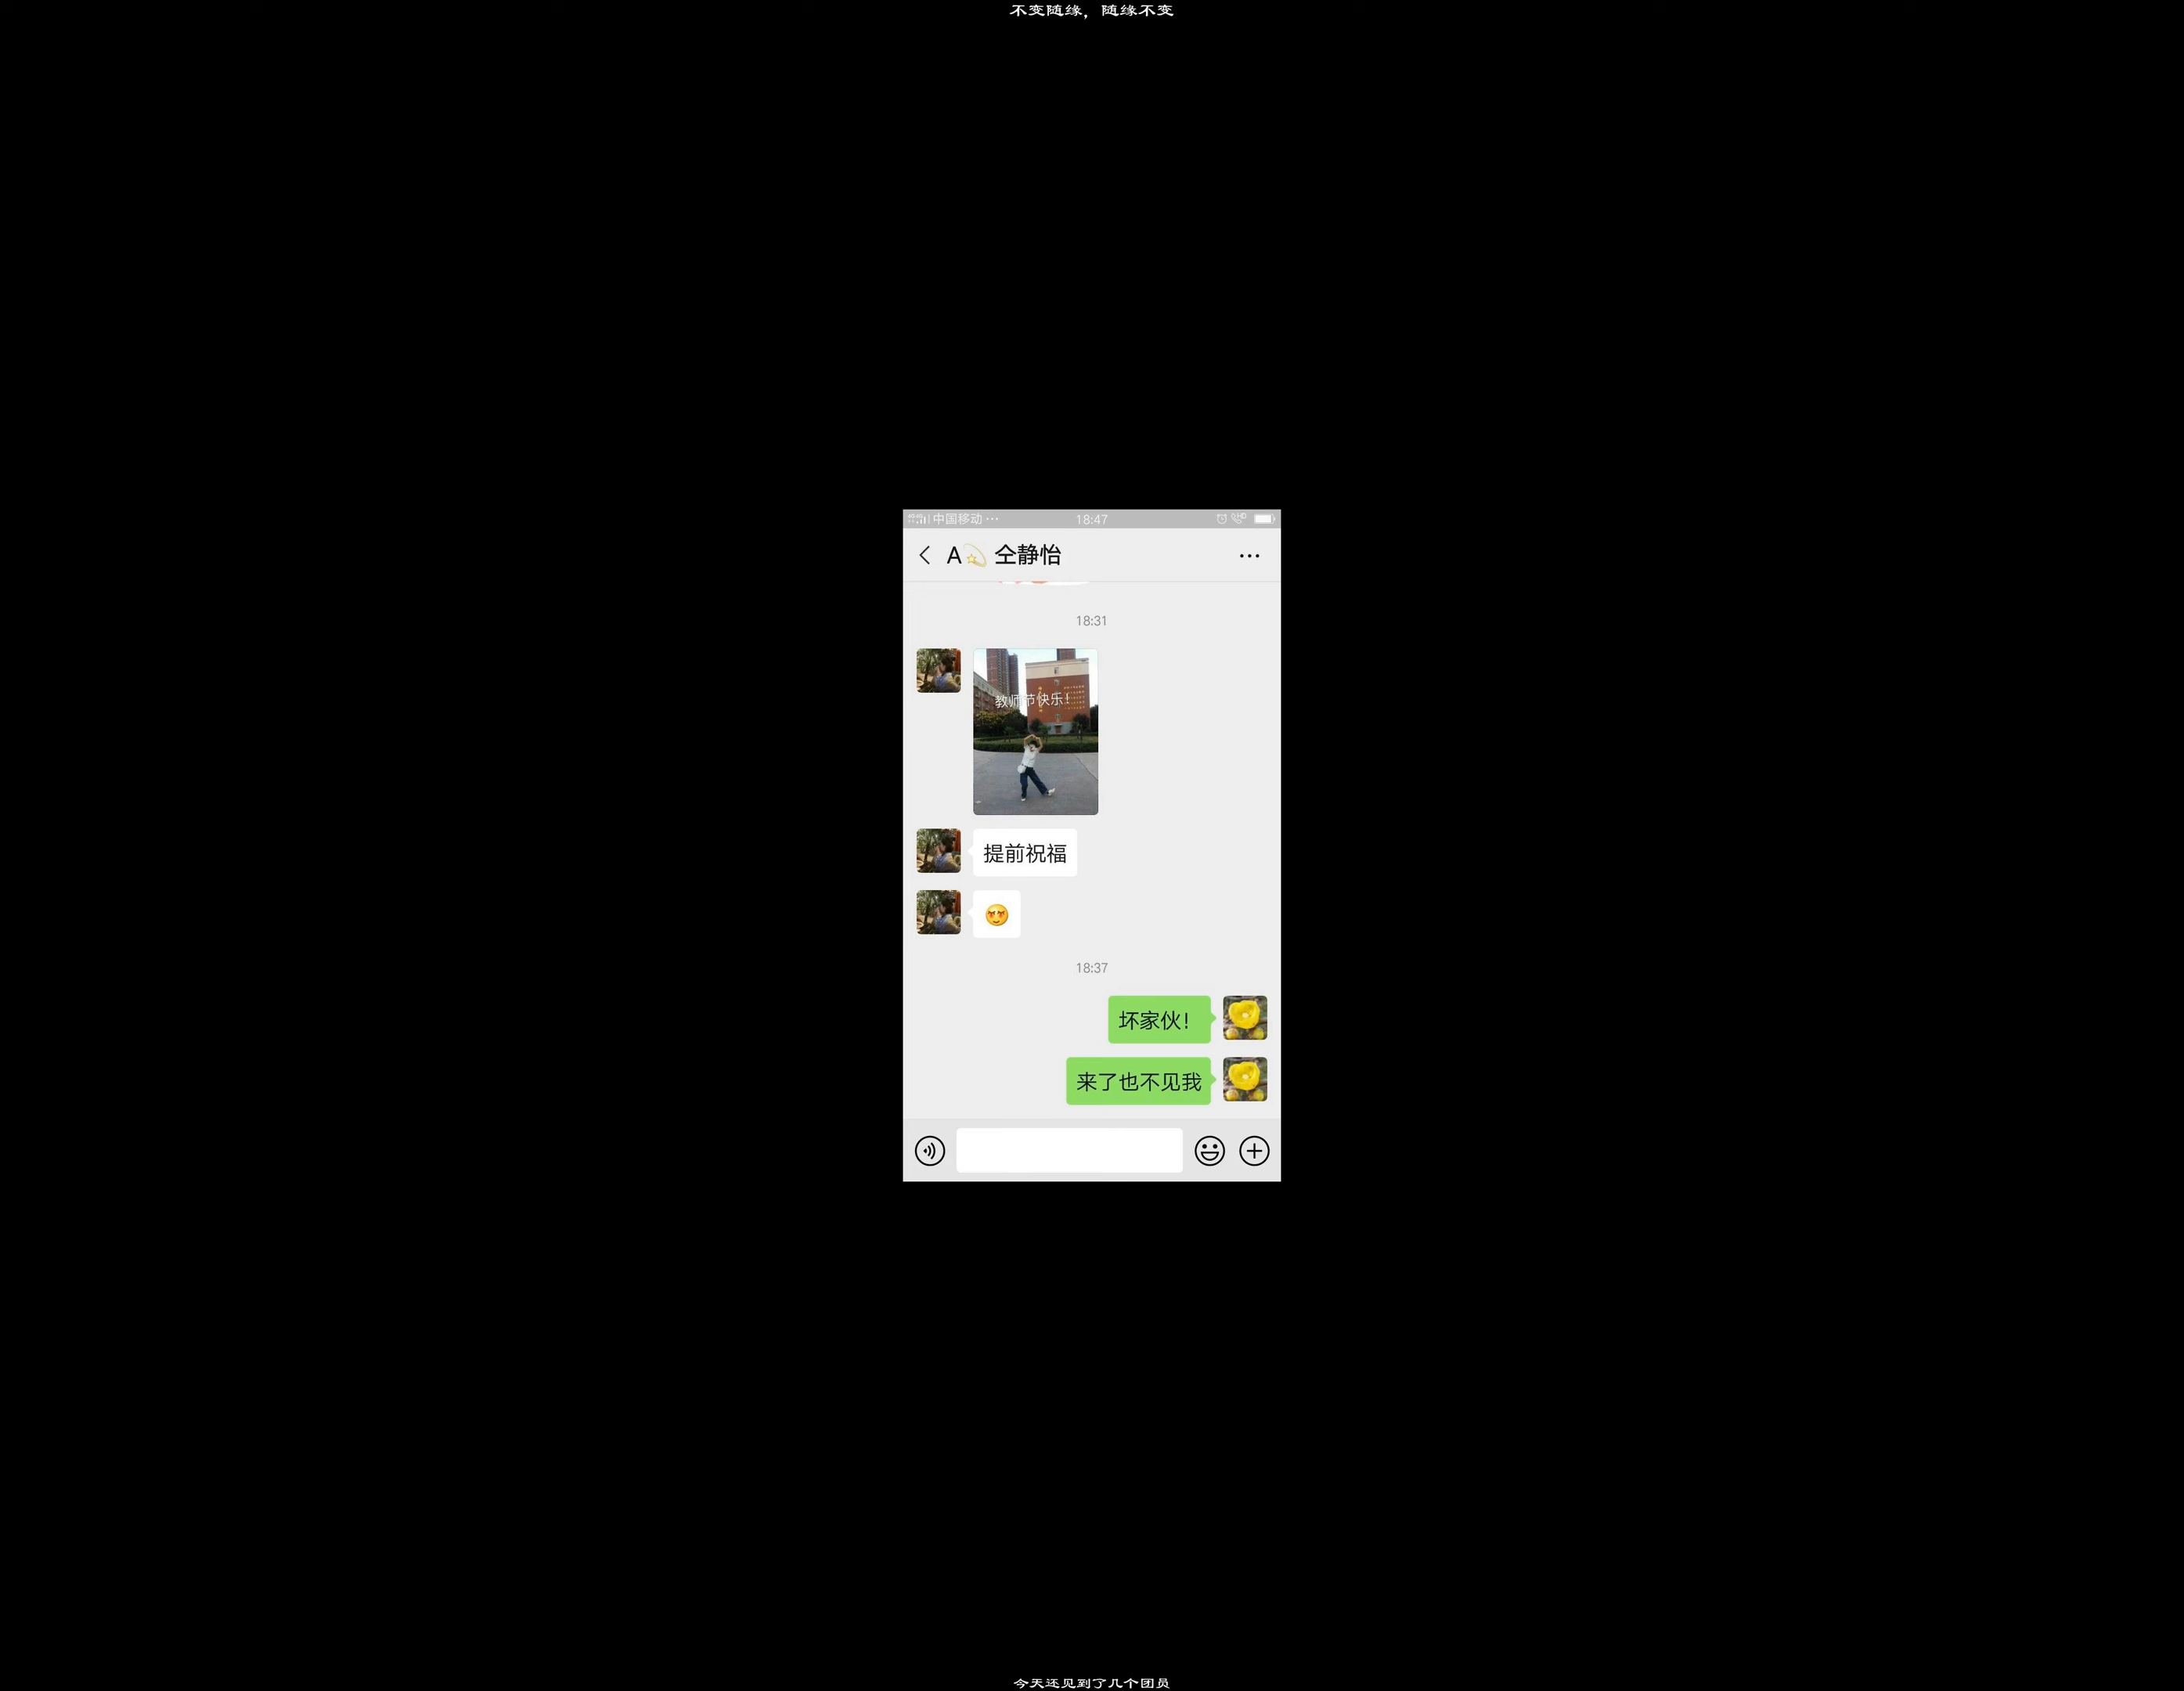 不变随缘，随缘不变
中国移动 ··· 18:47
A 仝静怡
18:31
教师节快乐！
提前祝福
18:37
坏家伙！
来了也不见我
今天还见到了几个团员